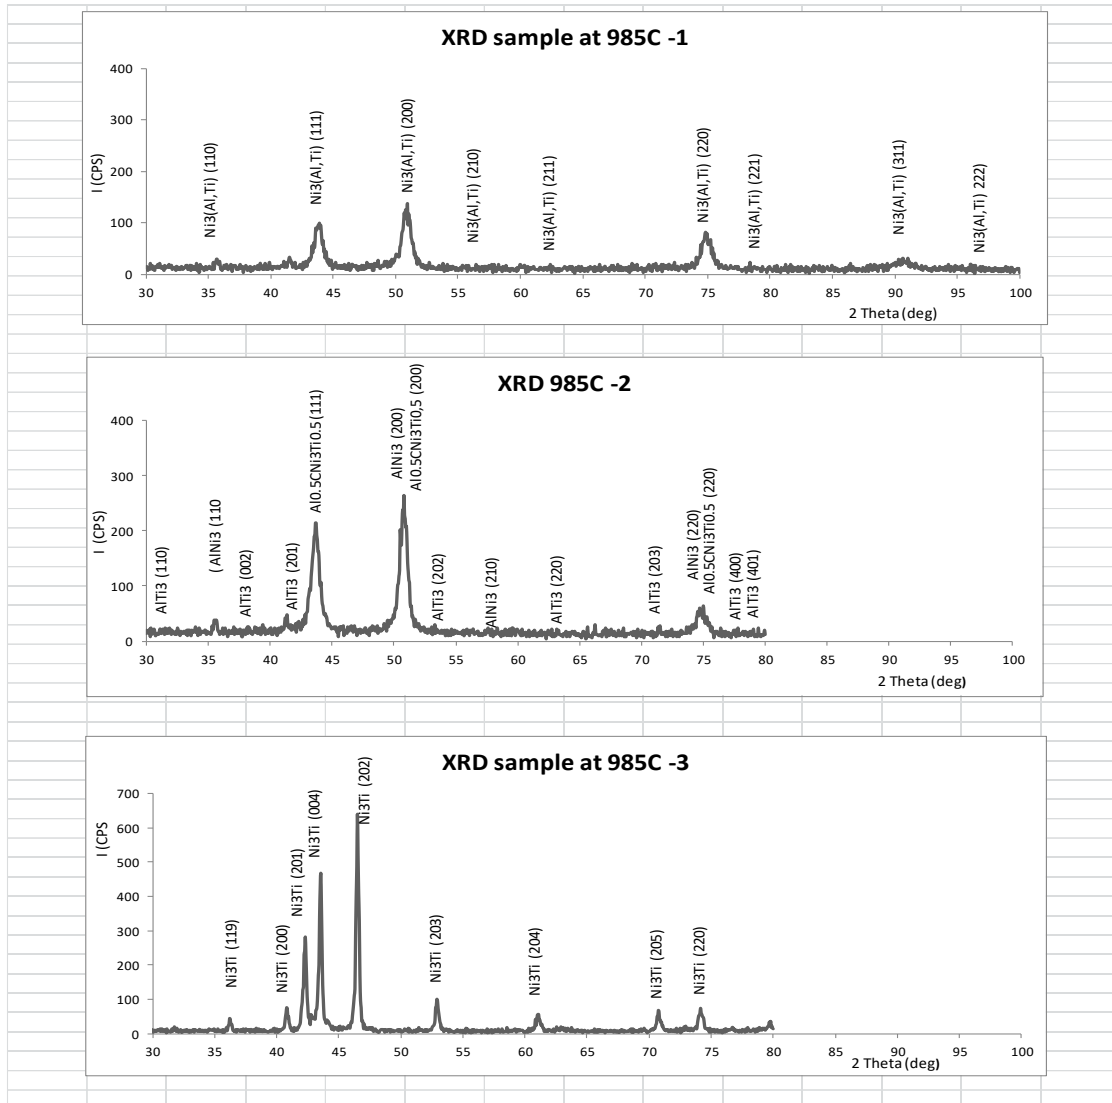 XRD sample at 985C -1
I (CPS)
400
300
200
100
0
Ni3(Al,Ti) (110)
Ni3(Al,Ti) (111)
Ni3(Al,Ti) (200)
Ni3(Al,Ti) (210)
Ni3(Al,Ti) (211)
Ni3(Al,Ti) (220)
Ni3(Al,Ti) (221)
Ni3(Al,Ti) (311)
Ni3(Al,Ti) 222)
30 35 40 45 50 55 60 65 70 75 80 85 90 95 100
2 Theta (deg)
XRD 985C -2
I (CPS)
400
300
200
100
0
AlTi3 (110)
( AlNi3 (110
AlTi3 (002)
AlTi3 (201)
Al0.5CNi3Ti0.5 (111)
AlNi3 (200)
Al0.5CNi3Ti0,5 (200)
AlTi3 (202)
AlNi3 (210)
AlTi3 (220)
AlTi3 (203)
AlNi3 (220)
Al0.5CNi3Ti0.5 (220)
AlTi3 (400)
AlTi3 (401)
30 35 40 45 50 55 60 65 70 75 80 85 90 95 100
2 Theta (deg)
XRD sample at 985C -3
I (CPS
700
600
500
400
300
200
100
0
Ni3Ti (119)
Ni3Ti (200)
Ni3Ti (201)
Ni3Ti (004)
Ni3Ti (202)
Ni3Ti (203)
Ni3Ti (204)
Ni3Ti (205)
Ni3Ti (220)
30 35 40 45 50 55 60 65 70 75 80 85 90 95 100
2 Theta (deg)